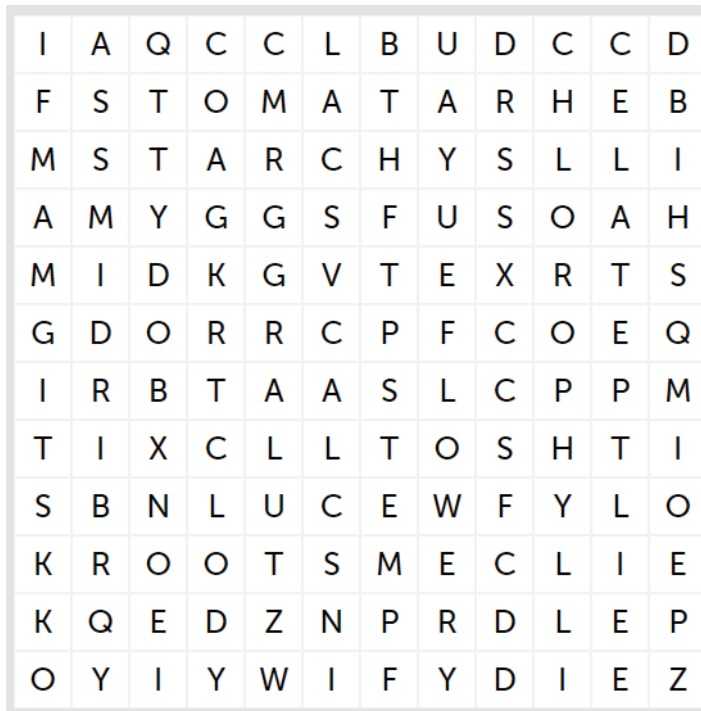 I A Q C C L B U D C C D
F S T O M A T A R H E B
M S T A R C H Y S L L I
A M Y G G S F U S O A H
M I D K G V T E X R T S
G D O R R C P F C O E Q
I R B T A A S L C P P M
T I X C L L T O S H T I
S B N L U C E W F Y L O
K R O O T S M E C L I E
K Q E D Z N P R D L E P
O Y I Y W I F Y D I E Z